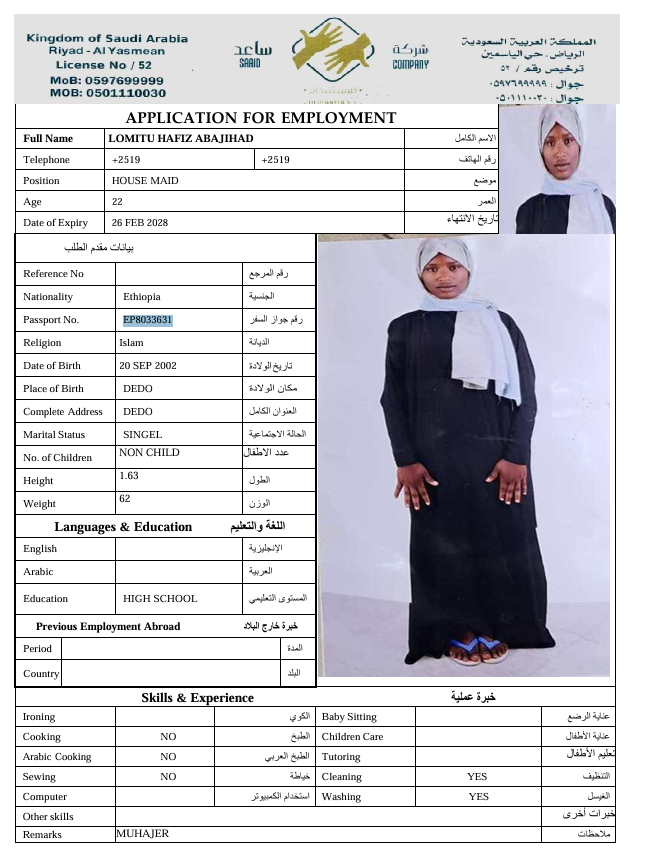 Kingdom of Saudi Arabia
Riyad - Al Yasmean
License No / 52
MoB: 0597699999
MOB: 0501110030
ساعد
SAAID
شركة
COMPANY
للاستقدام
المملكة العربية السعودية
الرياض . حي الياسمين
ترخيص رقم / ٥٢
جوال : ٠٥٩٧٦٩٩٩٩٩
جوال : ٠٥٠١١١٠٠٣٠
APPLICATION FOR EMPLOYMENT
Full Name LOMITU HAFIZ ABAJIHAD الاسم الكامل
Telephone +2519 +2519 رقم الهاتف
Position HOUSE MAID موضع
Age 22 العمر
Date of Expiry 26 FEB 2028 تاريخ الانتهاء
بيانات مقدم الطلب
Reference No رقم المرجع
Nationality Ethiopia الجنسية
Passport No. EP8033631 رقم جواز السفر
Religion Islam الديانة
Date of Birth 20 SEP 2002 تاريخ الولادة
Place of Birth DEDO مكان الولادة
Complete Address DEDO العنوان الكامل
Marital Status SINGEL الحالة الاجتماعية
No. of Children NON CHILD عدد الاطفال
Height 1.63 الطول
Weight 62 الوزن
Languages & Education اللغة والتعليم
English الإنجليزية
Arabic العربية
Education HIGH SCHOOL المستوى التعليمي
Previous Employment Abroad خبرة خارج البلاد
Period المدة
Country البلد
Skills & Experience خبرة عملية
Ironing الكوي Baby Sitting عناية الرضع
Cooking NO الطبخ Children Care عناية الأطفال
Arabic Cooking NO الطبخ العربي Tutoring تعليم الأطفال
Sewing NO خياطة Cleaning YES التنظيف
Computer استخدام الكمبيوتر Washing YES الغسيل
Other skills خبرات أخرى
Remarks MUHAJER ملاحظات